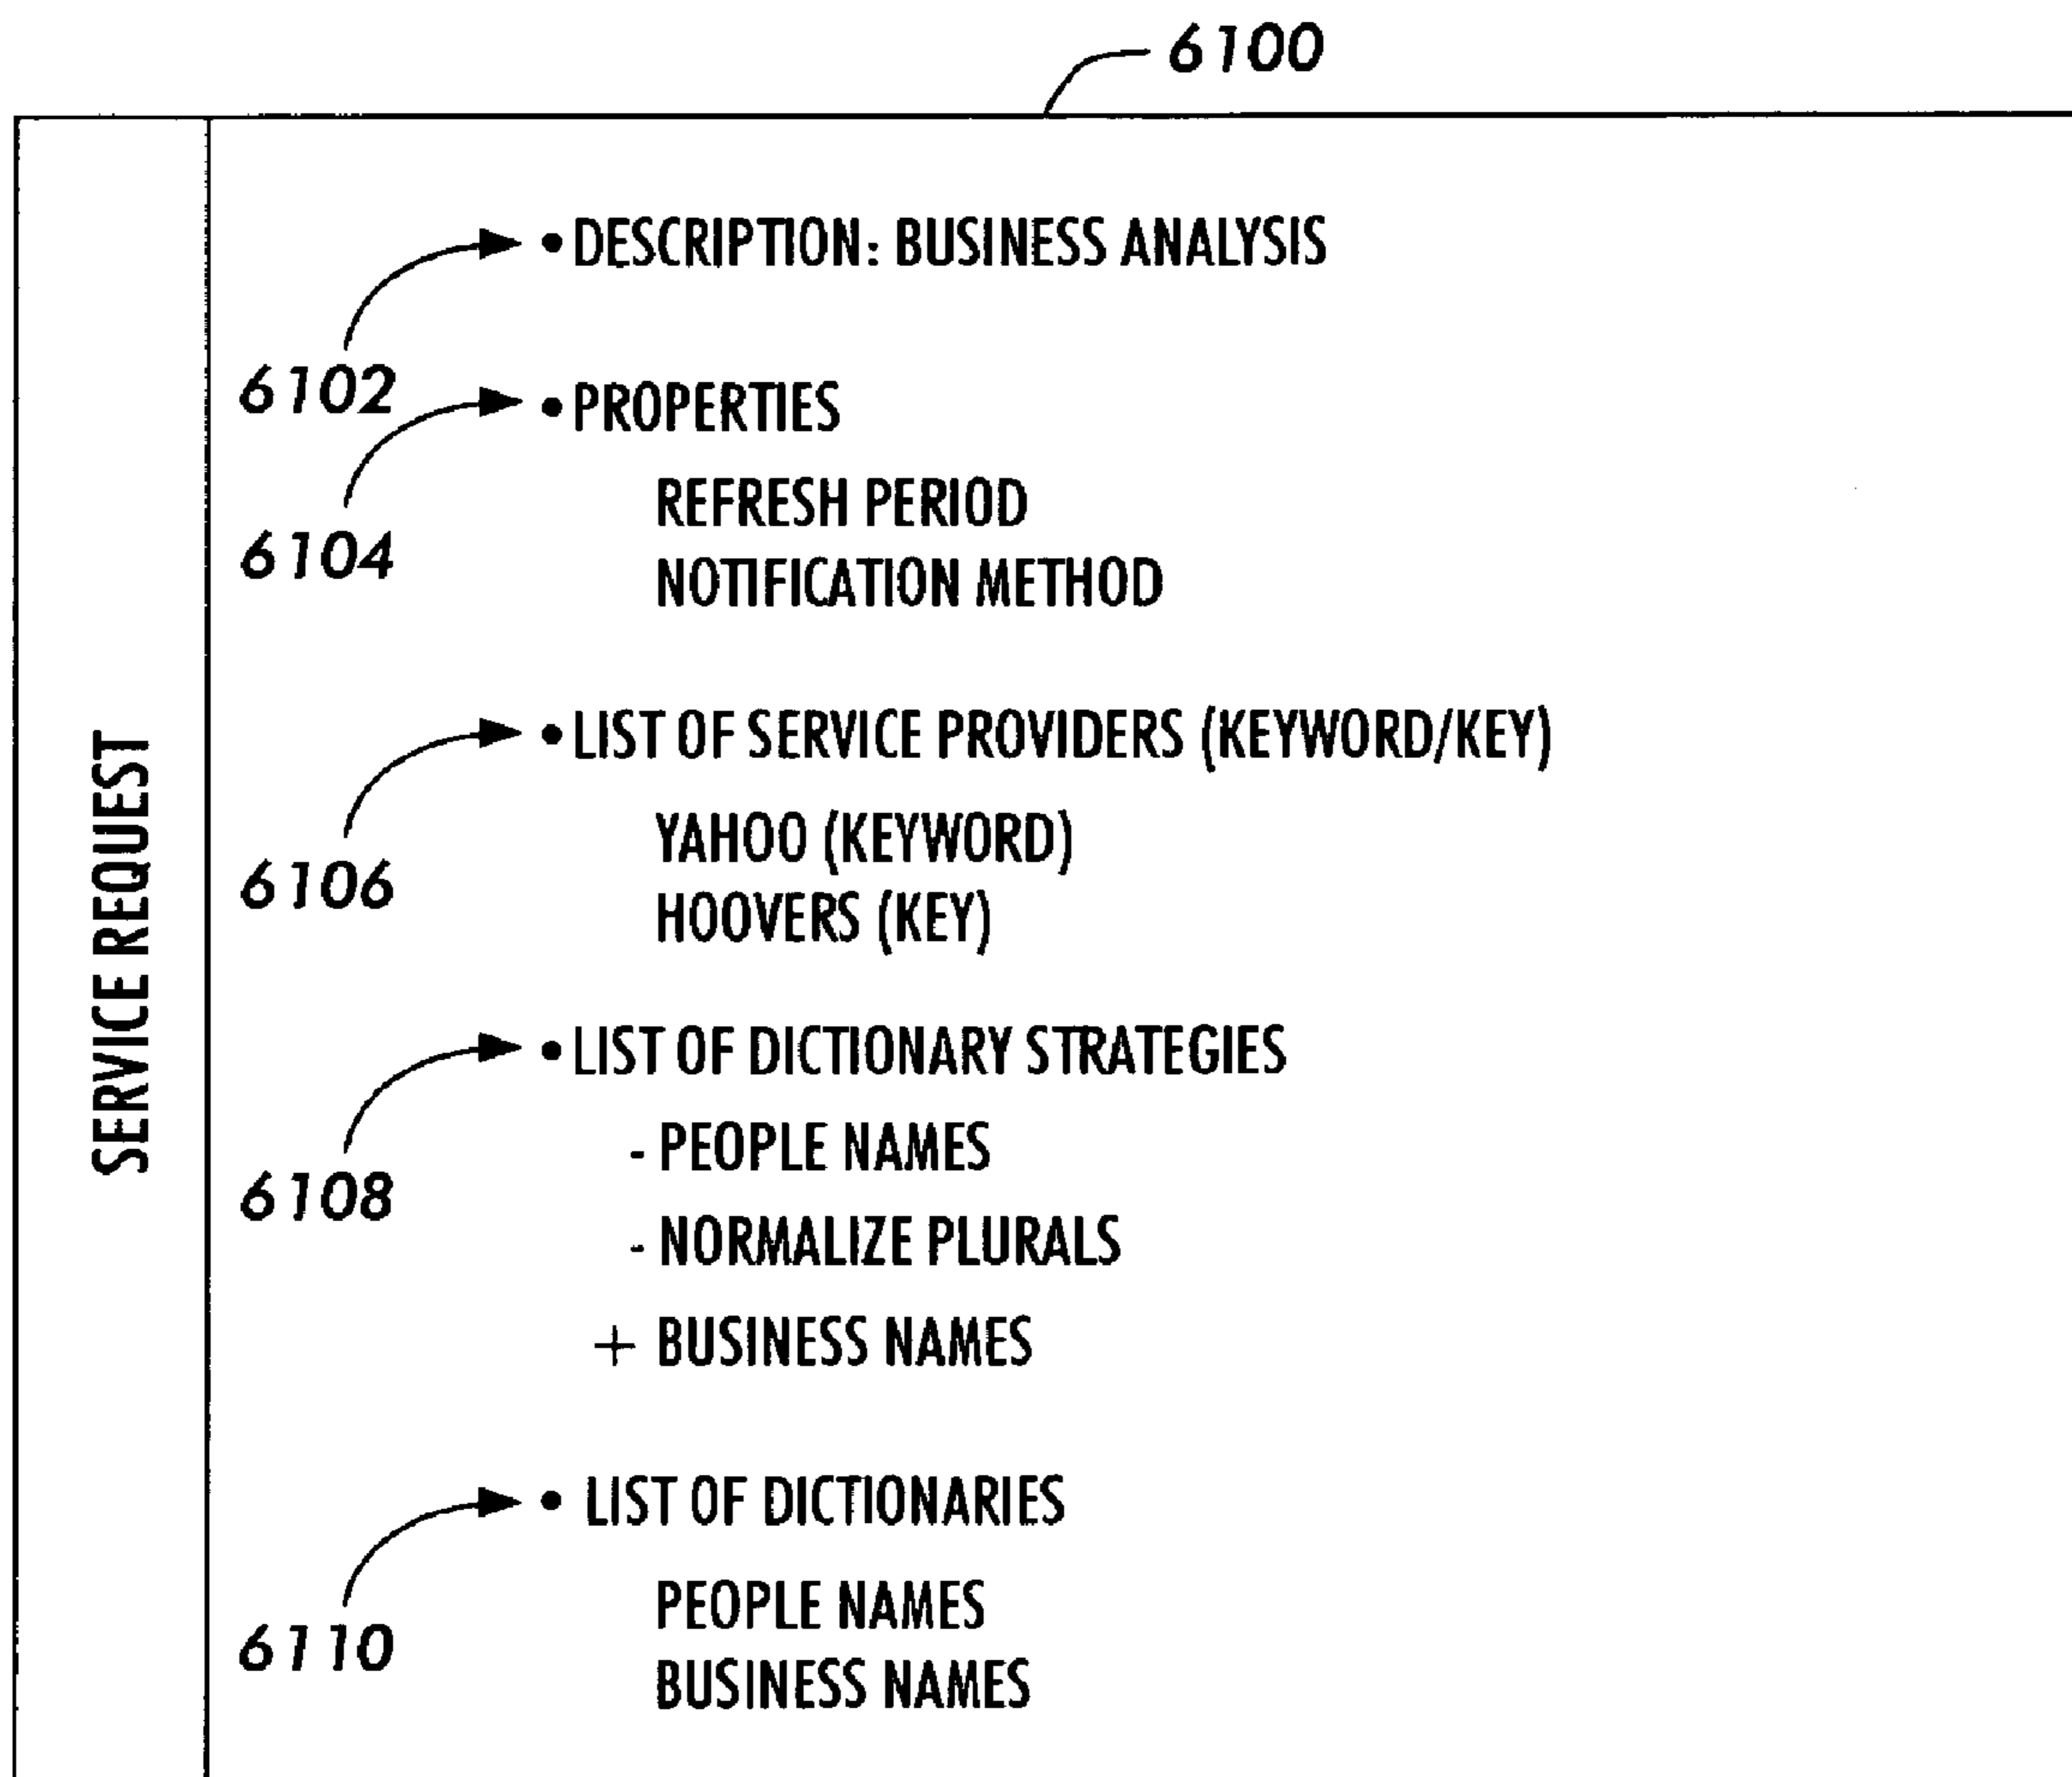 6100
SERVICE REQUEST
• DESCRIPTION: BUSINESS ANALYSIS
6102
• PROPERTIES
REFRESH PERIOD
6104
NOTIFICATION METHOD
• LIST OF SERVICE PROVIDERS (KEYWORD/KEY)
YAHOO (KEYWORD)
6106
HOOVERS (KEY)
• LIST OF DICTIONARY STRATEGIES
- PEOPLE NAMES
6108
- NORMALIZE PLURALS
+ BUSINESS NAMES
• LIST OF DICTIONARIES
PEOPLE NAMES
6110
BUSINESS NAMES